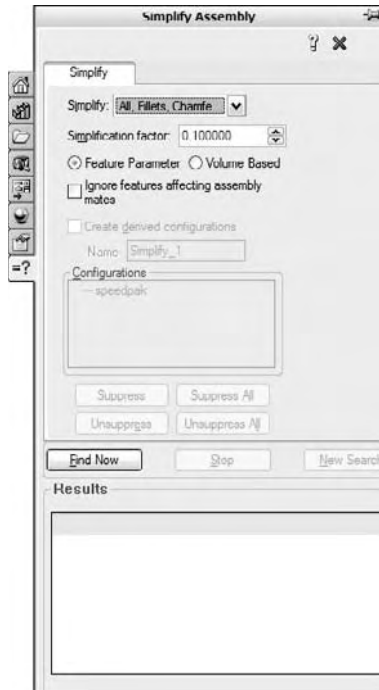 Simplify Assembly
Simplify
Simplify: All, Fillets, Chamfe
Simplification factor: 0.100000
Feature Parameter Volume Based
Ignore features affecting assembly
mates
Create derived configurations
Name: Simplify_1
Configurations
speedpak
Suppress Suppress All
Unsuppress Unsuppress All
=?
Find Now Stop New Search
Results